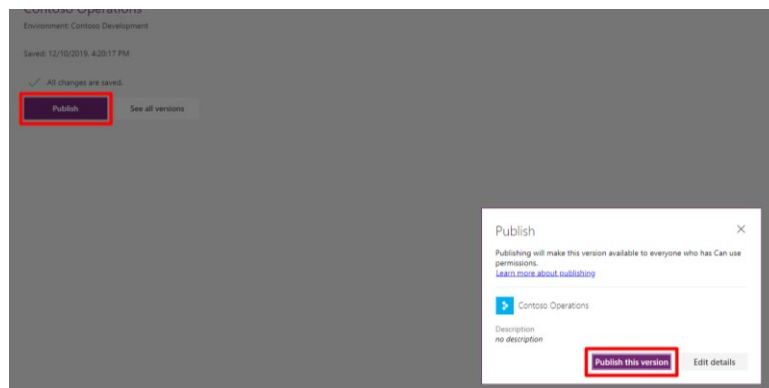 Contoso Operations
Environment: Contoso Development
Saved: 12/10/2019, 4:20:17 PM
All changes are saved.
Publish
See all versions
Publish
Publishing will make this version available to everyone who has Can use
permissions.
Learn more about publishing
Contoso Operations
Description
no description
Publish this version
Edit details